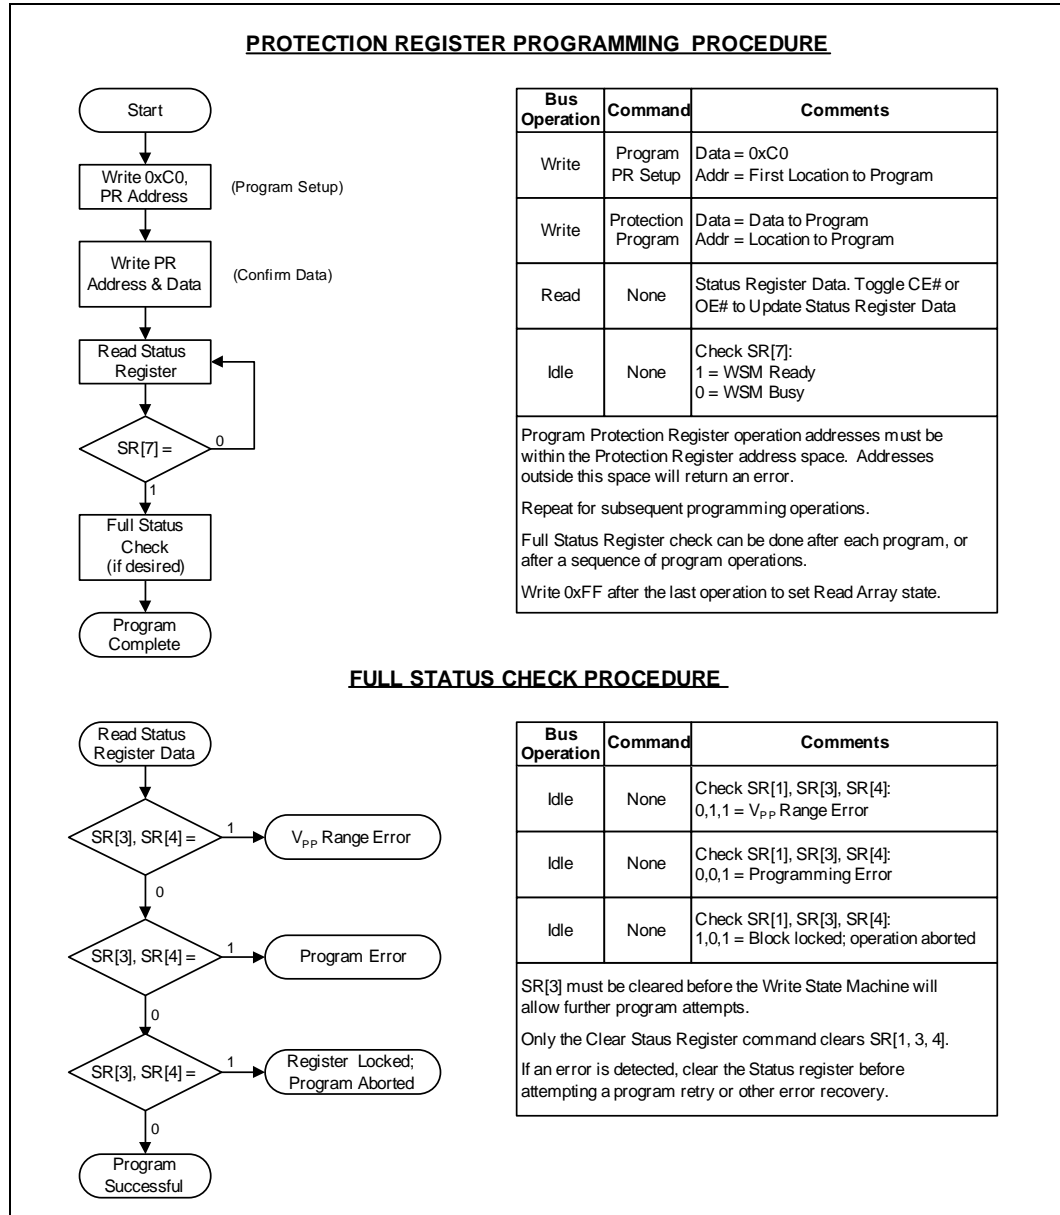 PROTECTION REGISTER PROGRAMMING PROCEDURE
Start
Write 0xC0,
PR Address
(Program Setup)
Write PR
Address & Data
(Confirm Data)
Read Status
Register
SR[7] =
0
1
Full Status
Check
(if desired)
Program
Complete
Bus
Operation
Command
Comments
Write
Program
PR Setup
Data = 0xC0
Addr = First Location to Program
Write
Protection
Program
Data = Data to Program
Addr = Location to Program
Read
None
Status Register Data. Toggle CE# or
OE# to Update Status Register Data
Idle
None
Check SR[7]:
1 = WSM Ready
0 = WSM Busy
Program Protection Register operation addresses must be
within the Protection Register address space. Addresses
outside this space will return an error.
Repeat for subsequent programming operations.
Full Status Register check can be done after each program, or
after a sequence of program operations.
Write 0xFF after the last operation to set Read Array state.
FULL STATUS CHECK PROCEDURE
Read Status
Register Data
SR[3], SR[4] =
1
VPP Range Error
0
SR[3], SR[4] =
1
Program Error
0
SR[3], SR[4] =
1
Register Locked;
Program Aborted
0
Program
Successful
Bus
Operation
Command
Comments
Idle
None
Check SR[1], SR[3], SR[4]:
0,1,1 = VPP Range Error
Idle
None
Check SR[1], SR[3], SR[4]:
0,0,1 = Programming Error
Idle
None
Check SR[1], SR[3], SR[4]:
1,0,1 = Block locked; operation aborted
SR[3] must be cleared before the Write State Machine will
allow further program attempts.
Only the Clear Staus Register command clears SR[1, 3, 4].
If an error is detected, clear the Status register before
attempting a program retry or other error recovery.